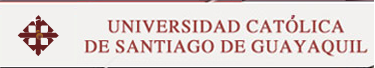 UNIVERSIDAD CATÓLICA
DE SANTIAGO DE GUAYAQUIL